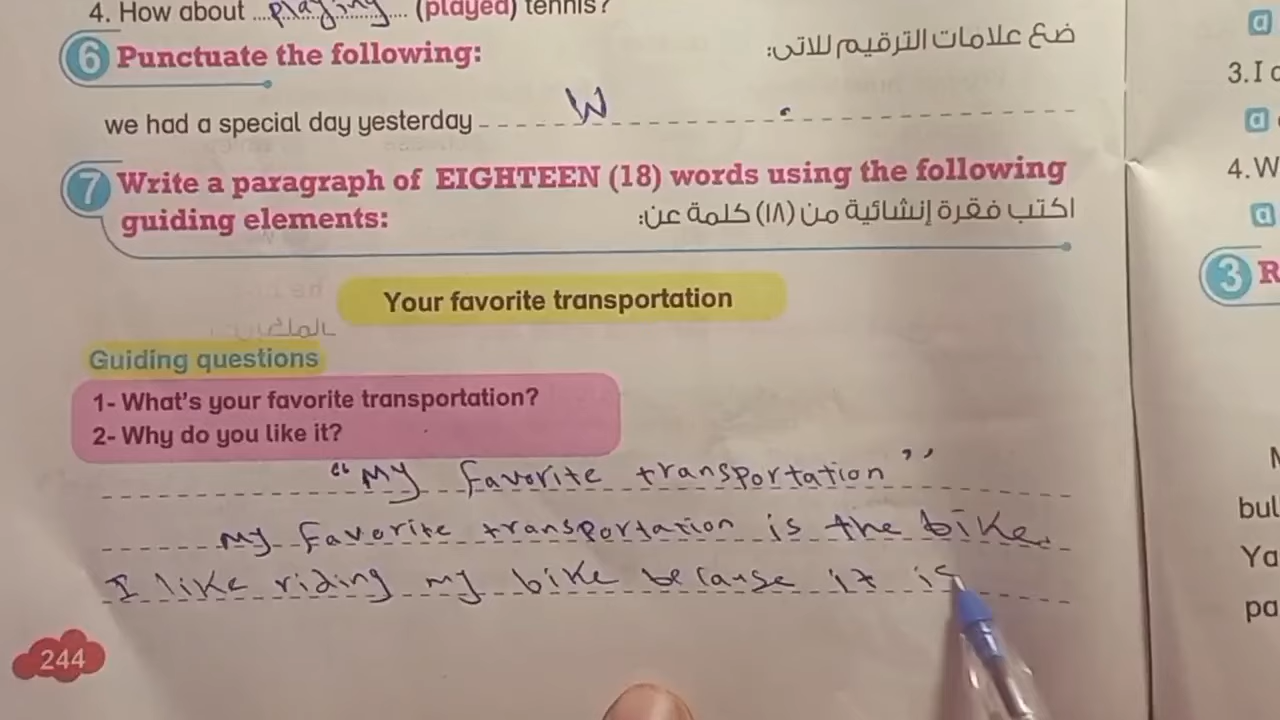 4. How about playing (played) tennis?
6 Punctuate the following: ضع علامات الترقيم للاتى:
we had a special day yesterday W .
7 Write a paragraph of EIGHTEEN (18) words using the following
guiding elements: اكتب فقرة إنشائية من (١٨) كلمة عن:
Your favorite transportation
Guiding questions
1- What's your favorite transportation?
2- Why do you like it?
"My favorite transportation"
My favorite transportation is the bike.
I like riding my bike because it is
244
a
3. I
a
4. W
a
3 R
bul
Ya
pa